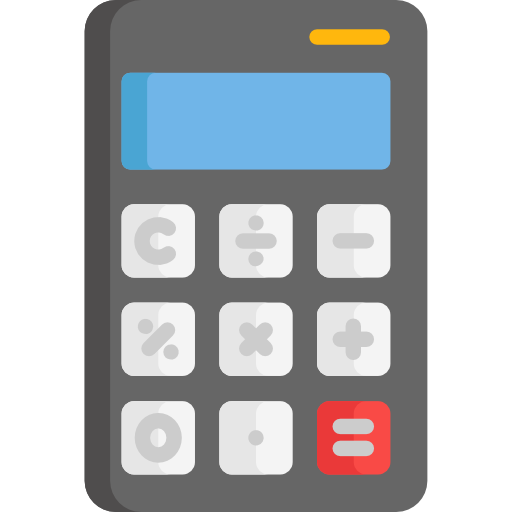 C ÷ -
% × +
0 · =